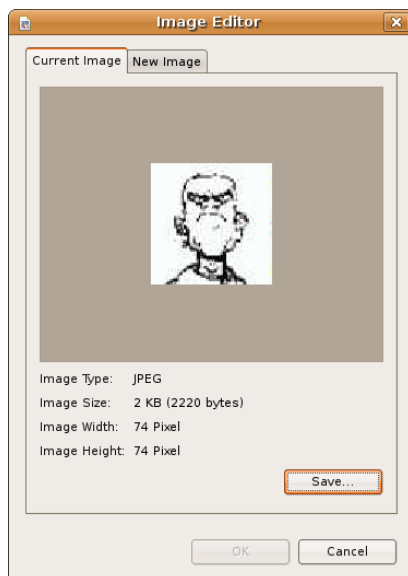 Image Editor
Current Image New Image
Image Type: JPEG
Image Size: 2 KB (2220 bytes)
Image Width: 74 Pixel
Image Height: 74 Pixel
Save...
OK Cancel